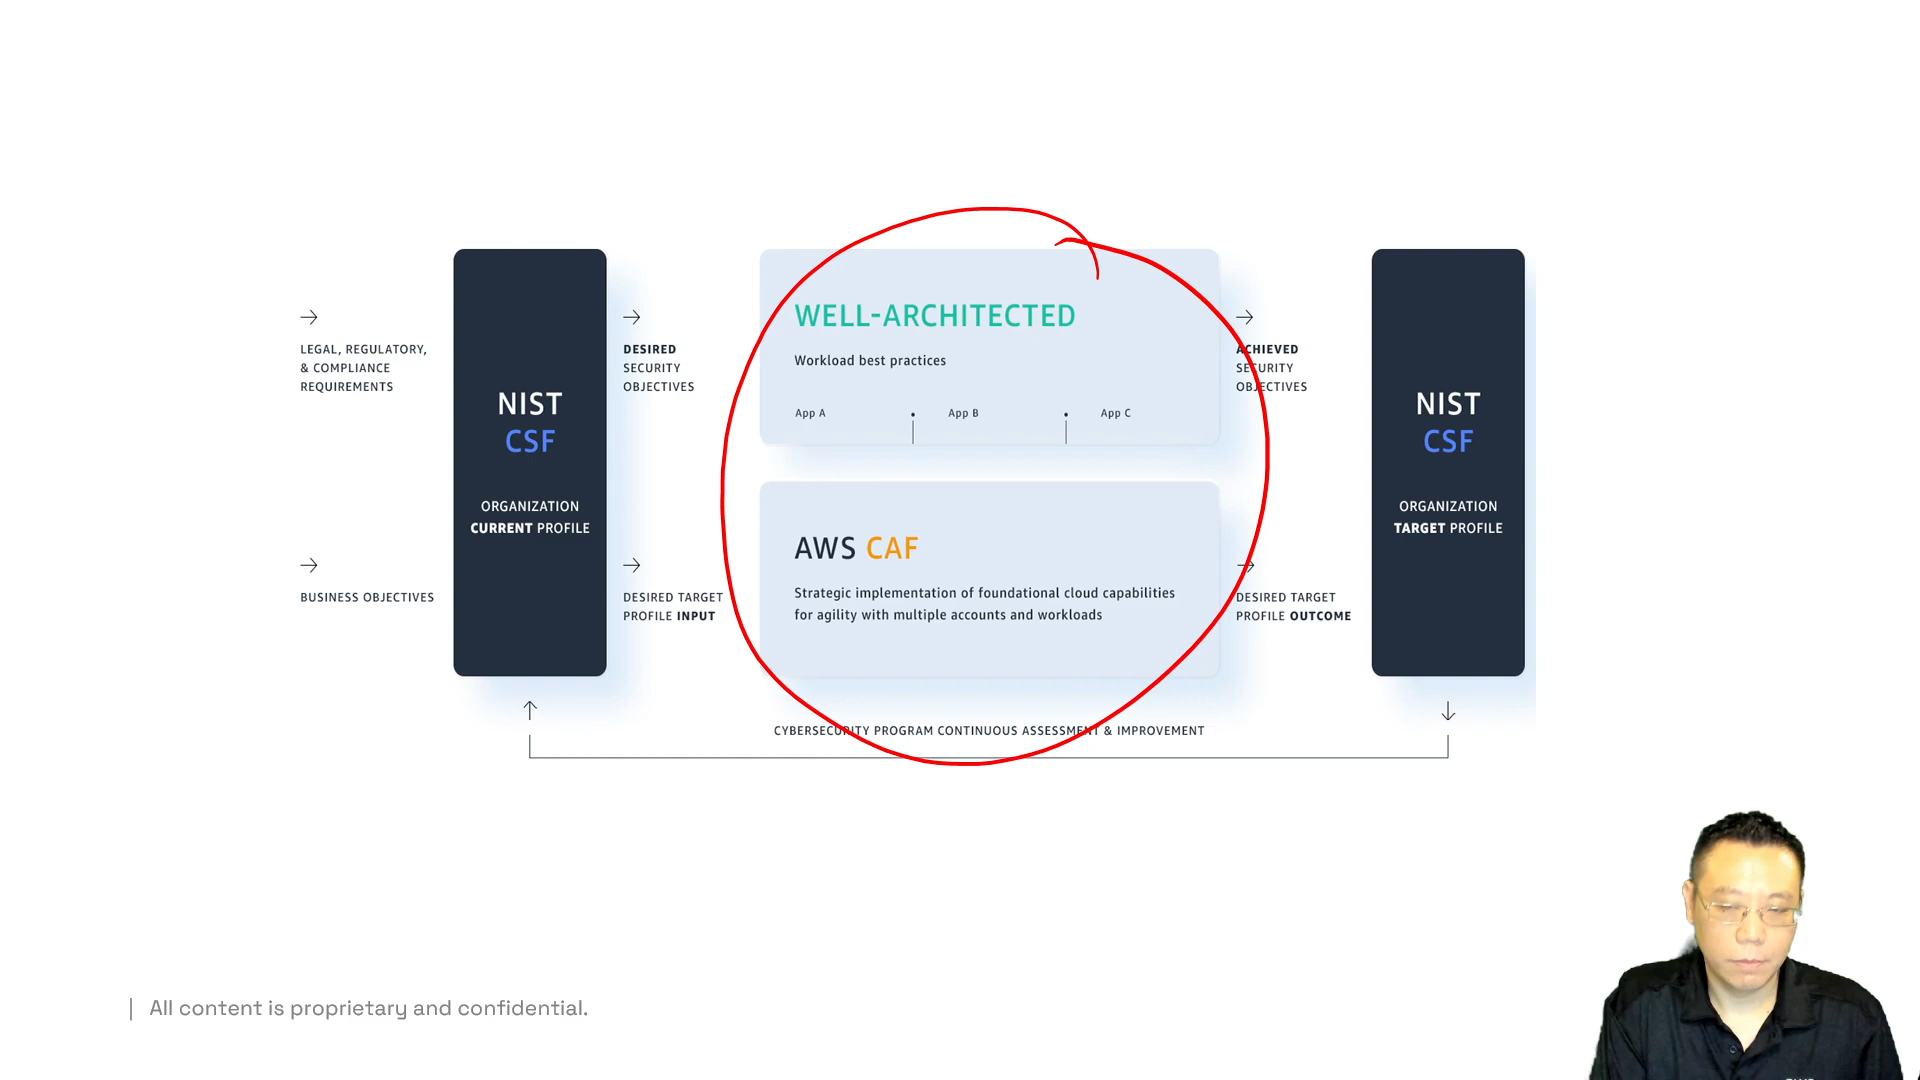 LEGAL, REGULATORY,
& COMPLIANCE
REQUIREMENTS
BUSINESS OBJECTIVES
NIST
CSF
ORGANIZATION
CURRENT PROFILE
DESIRED
SECURITY
OBJECTIVES
DESIRED TARGET
PROFILE INPUT
WELL-ARCHITECTED
Workload best practices
App A
App B
App C
AWS CAF
Strategic implementation of foundational cloud capabilities
for agility with multiple accounts and workloads
ACHIEVED
SECURITY
OBJECTIVES
DESIRED TARGET
PROFILE OUTCOME
NIST
CSF
ORGANIZATION
TARGET PROFILE
CYBERSECURITY PROGRAM CONTINUOUS ASSESSMENT & IMPROVEMENT
All content is proprietary and confidential.